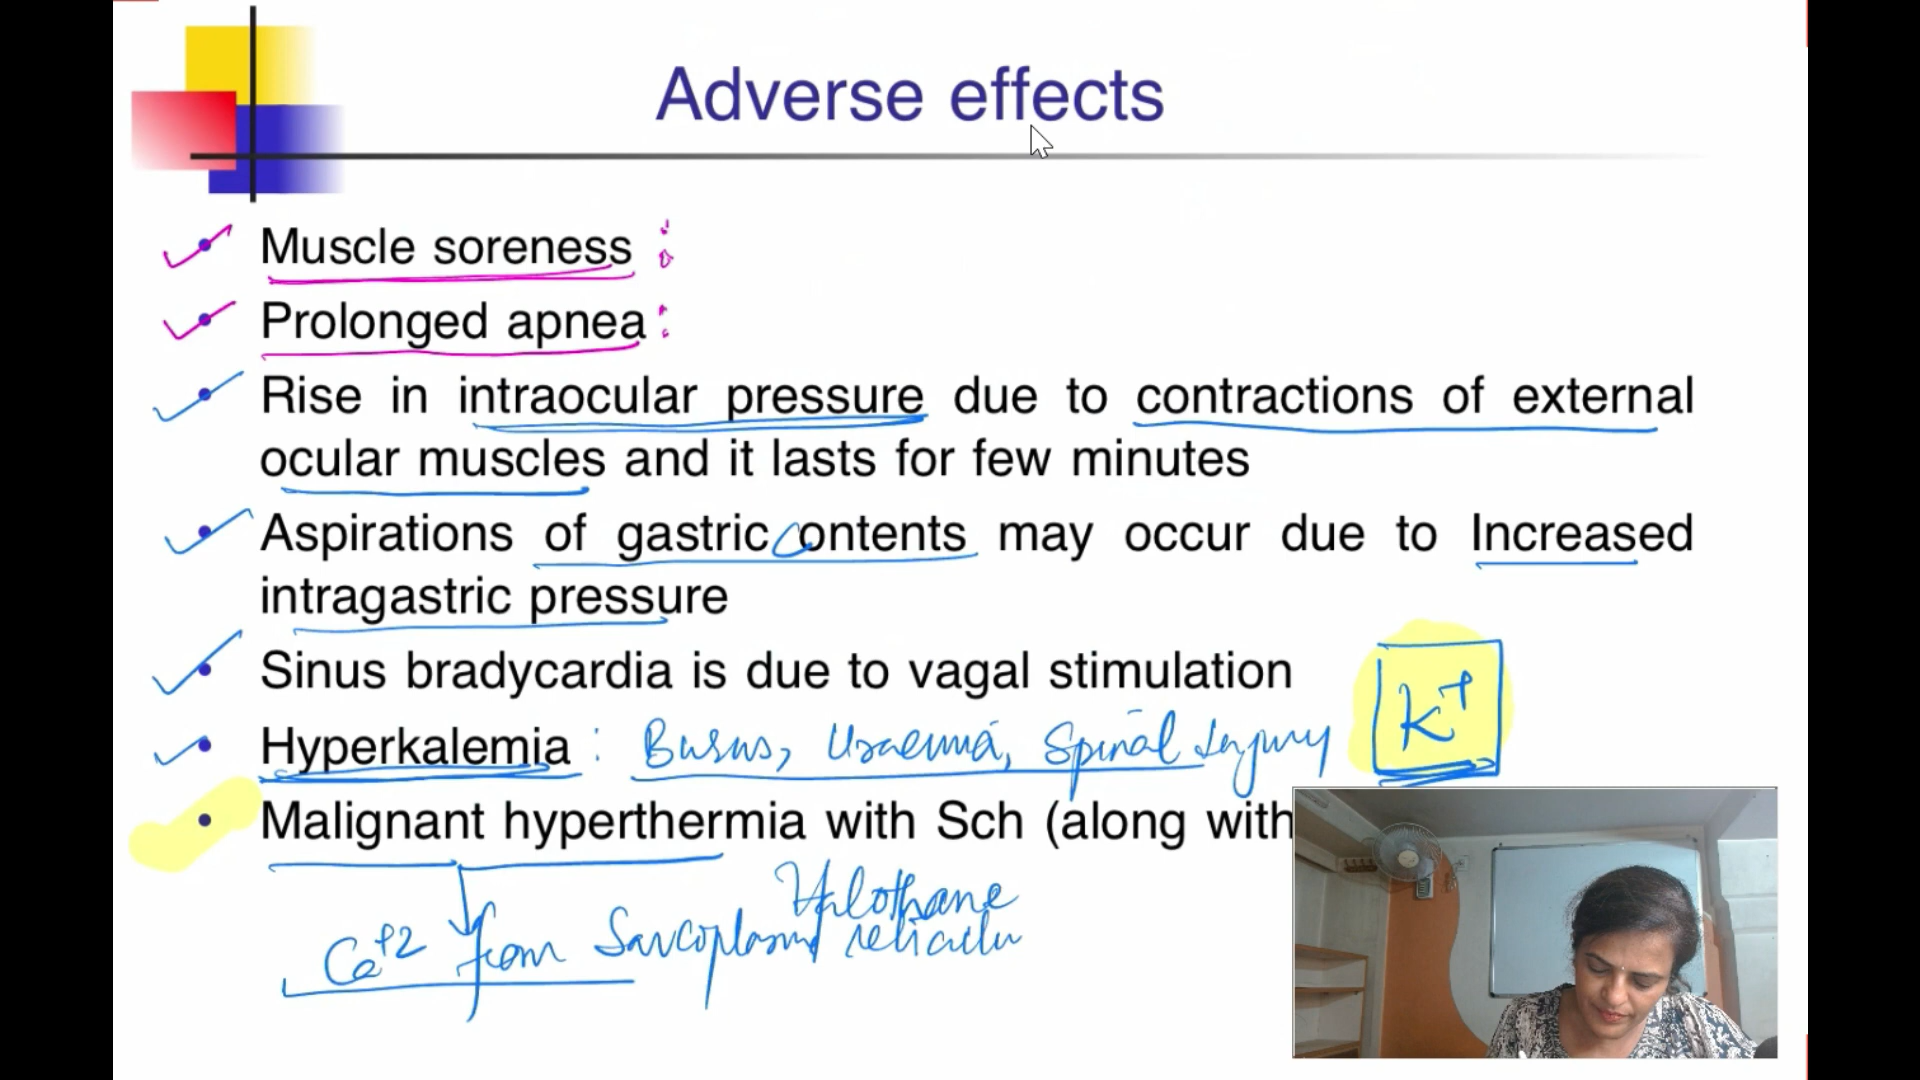 Adverse effects
• Muscle soreness :
• Prolonged apnea :
• Rise in intraocular pressure due to contractions of external
ocular muscles and it lasts for few minutes
• Aspirations of gastric contents may occur due to Increased
intragastric pressure
• Sinus bradycardia is due to vagal stimulation
• Hyperkalemia : Burns, Uraemia, Spinal Injury K+
• Malignant hyperthermia with Sch (along with
Halothane
Ca+2 from Sarcoplasmi reticulu